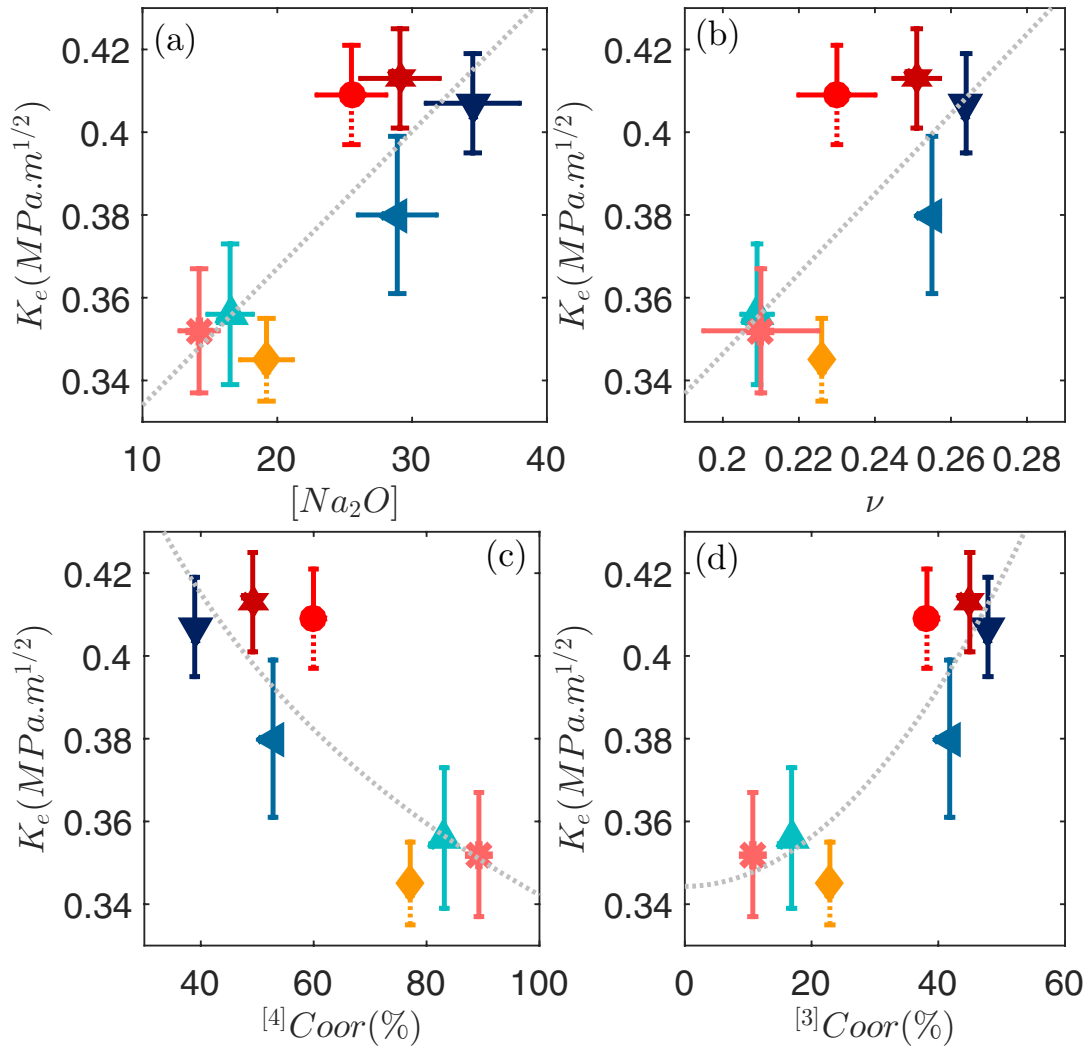 (a)
K_e(MPa.m^{1/2})
0.42
0.4
0.38
0.36
0.34
10 20 30 40
[Na_2O]
(b)
K_e(MPa.m^{1/2})
0.42
0.4
0.38
0.36
0.34
0.2 0.22 0.24 0.26 0.28
ν
(c)
K_e(MPa.m^{1/2})
0.42
0.4
0.38
0.36
0.34
40 60 80 100
^{[4]}Coor(%)
(d)
K_e(MPa.m^{1/2})
0.42
0.4
0.38
0.36
0.34
0 20 40 60
^{[3]}Coor(%)